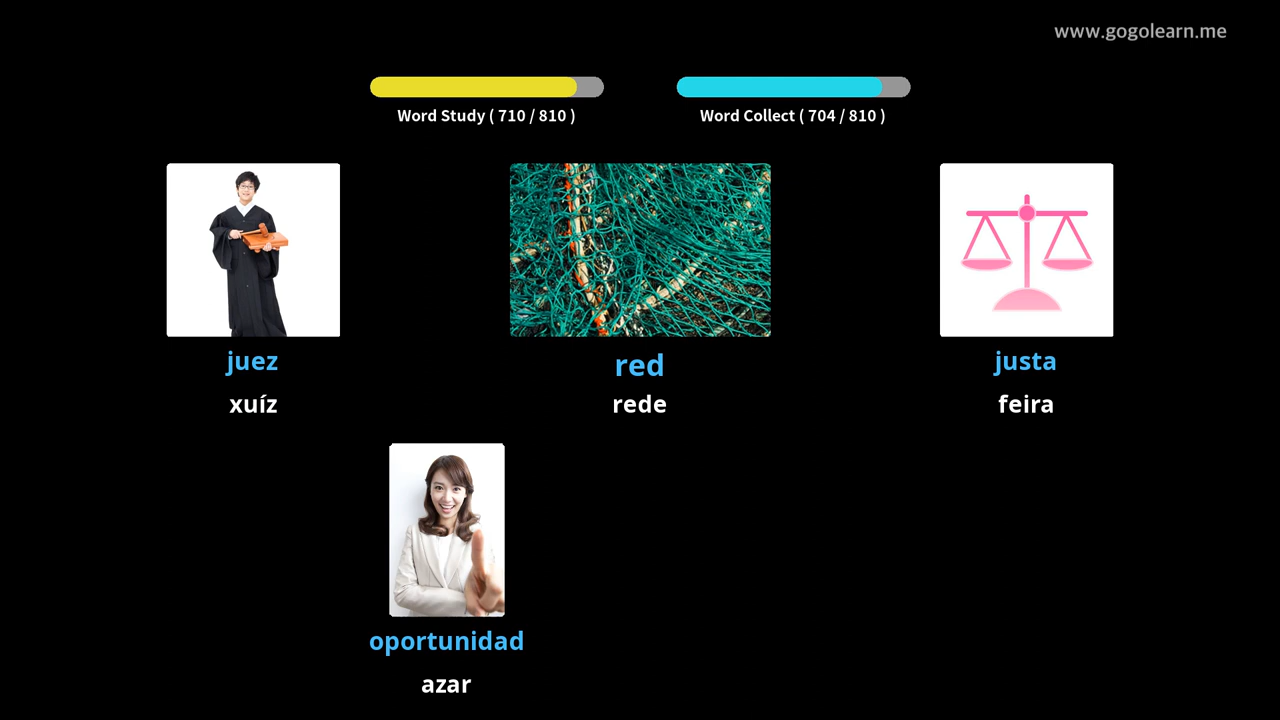 www.gogolearn.me
Word Study ( 710 / 810 )
Word Collect ( 704 / 810 )
juez
red
justa
xuíz
rede
feira
oportunidad
azar